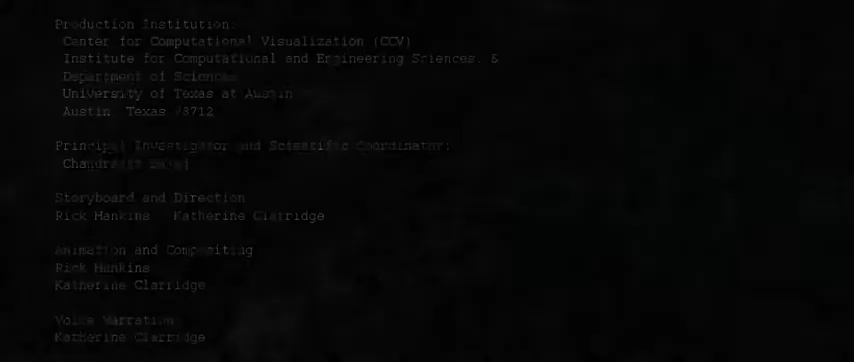 Production Institution:
Center for Computational Visualization (CCV)
Institute for Computational and Engineering Sciences, &
Department of Sciences
University of Texas at Austin
Austin Texas 78712
Principal Investigator and Scientific Coordinator:
Storyboard and Direction
Rick Hankins Katherine Clarridge
Animation and Compositing
Rick Hankins
Katherine Clarridge
Voice Narration
Katherine Clarridge